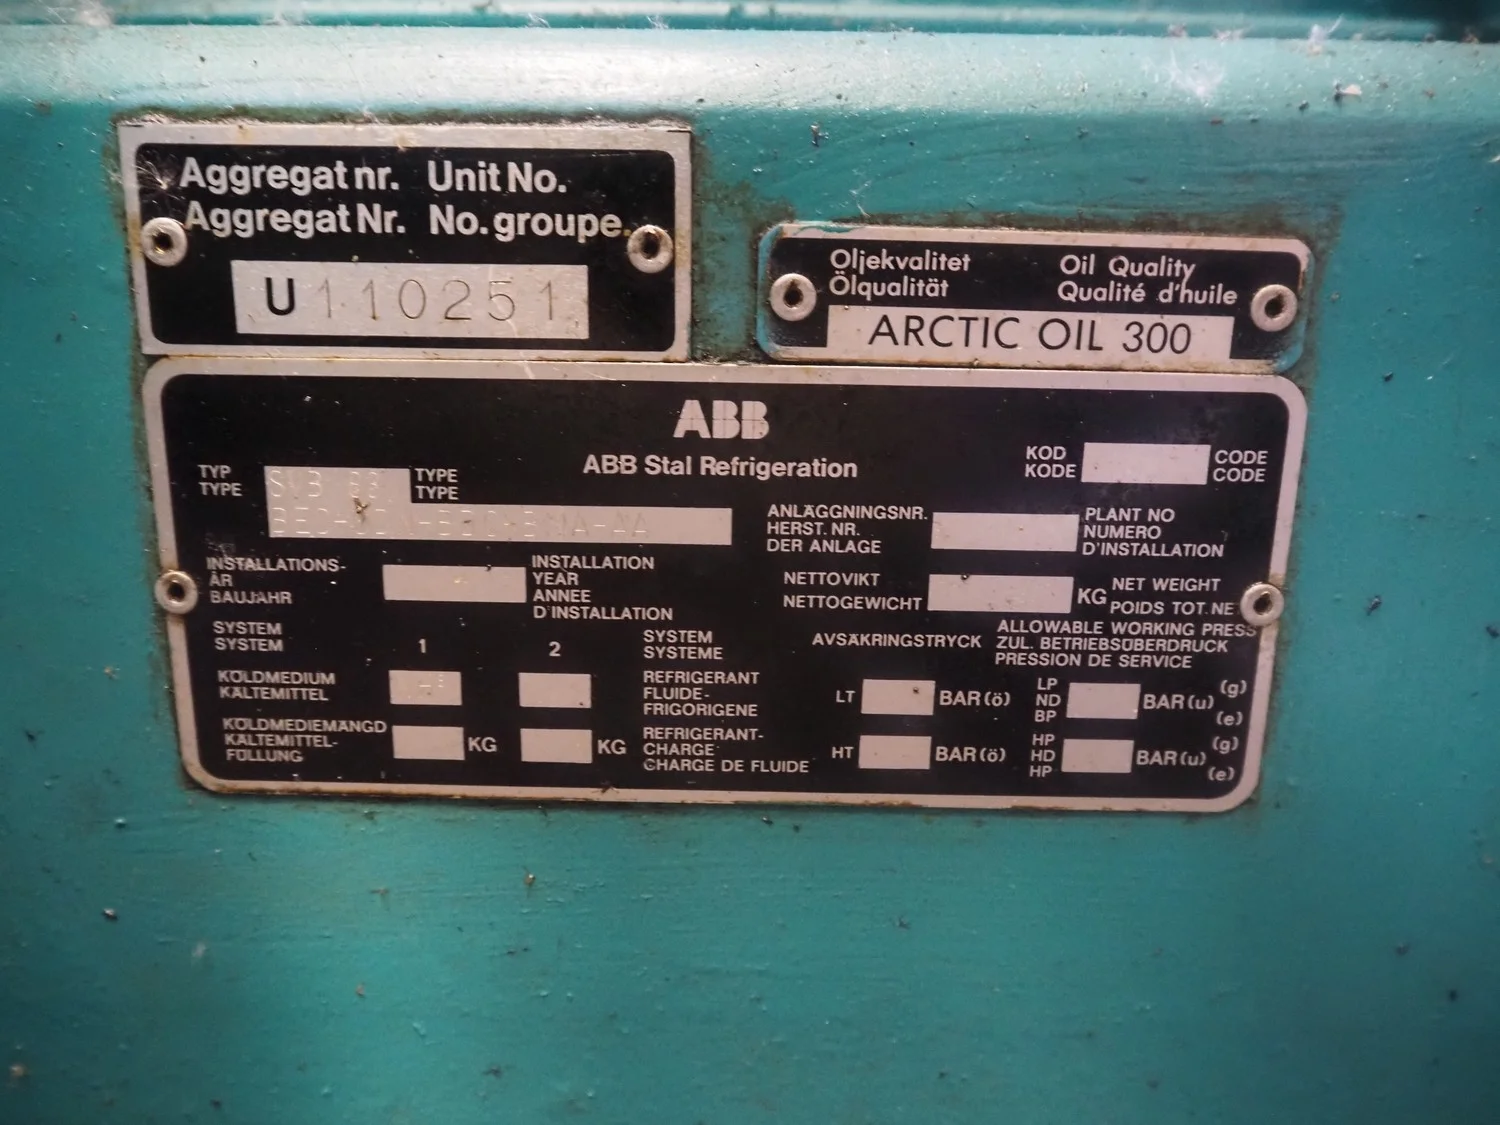 Aggregat nr. Unit No.
Aggregat Nr. No. groupe.
U110251
Oljekvalitet Oil Quality
Ölqualität Qualité d'huile
ARCTIC OIL 300
ABB
ABB Stal Refrigeration
TYP TYPE
TYPE TYPE
KOD CODE
KODE CODE
ANLÄGGNINGSNR. PLANT NO
HERST. NR. NUMERO
DER ANLAGE D'INSTALLATION
INSTALLATIONS- INSTALLATION
ÅR YEAR
BAUJAHR ANNEE
D'INSTALLATION
NETTOVIKT KG NET WEIGHT
NETTOGEWICHT POIDS TOT. NE
SYSTEM 1 2 SYSTEM
SYSTEM SYSTEME
AVSÄKRINGSTRYCK ALLOWABLE WORKING PRESS
ZUL. BETRIEBSÜBERDRUCK
PRESSION DE SERVICE
KÖLDMEDIUM REFRIGERANT
KÄLTEMITTEL FLUIDE-
FRIGORIGENE
LT BAR (ö) LP BAR (u) (g)
ND
BP (e)
KÖLDMEDIEMÄNGD KG KG REFRIGERANT-
KÄLTEMITTEL- CHARGE
FÖLLUNG CHARGE DE FLUIDE
HT BAR (ö) HP BAR (u) (g)
HD
HP (e)